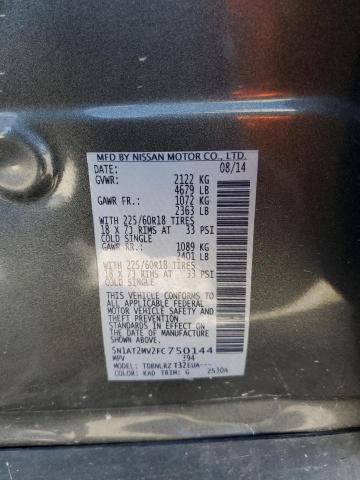 MFD BY NISSAN MOTOR CO., LTD.
DATE: 08/14
GVWR: 2122 KG
4679 LB
GAWR FR: 1072 KG
2363 LB
WITH 225/60R18 TIRES
18 X 7J RIMS AT 33 PSI
COLD SINGLE
GAWR RR: 1089 KG
2401 LB
WITH 225/60R18 TIRES
18 X 7J RIMS AT 33 PSI
COLD SINGLE
THIS VEHICLE CONFORMS TO ALL APPLICABLE
FEDERAL MOTOR VEHICLE SAFETY AND
THEFT PREVENTION STANDARDS IN EFFECT ON
THE DATE OF MANUFACTURE SHOWN ABOVE.
5N1AT2MV2FC750144
MPV 394
MODEL: TDBNLRZ T32EUA---
COLOR: KAD TRIM: G 2530A